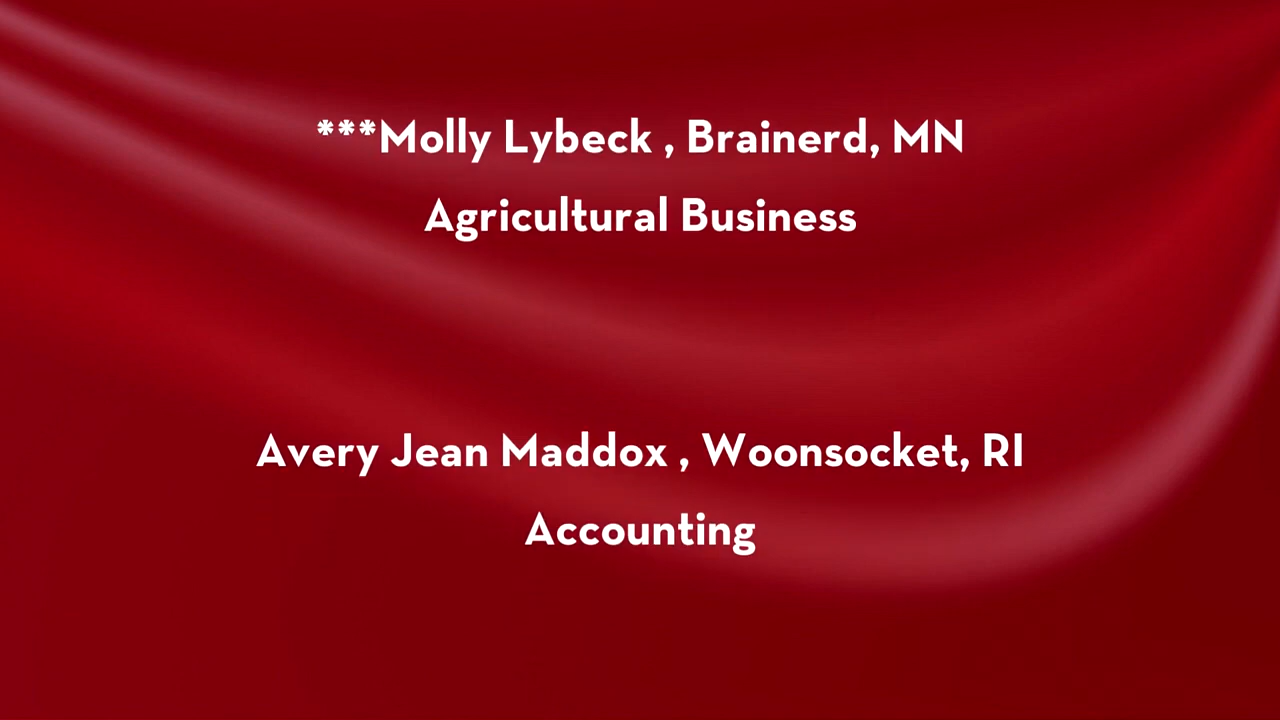 ***Molly Lybeck , Brainerd, MN
Agricultural Business
Avery Jean Maddox , Woonsocket, RI
Accounting